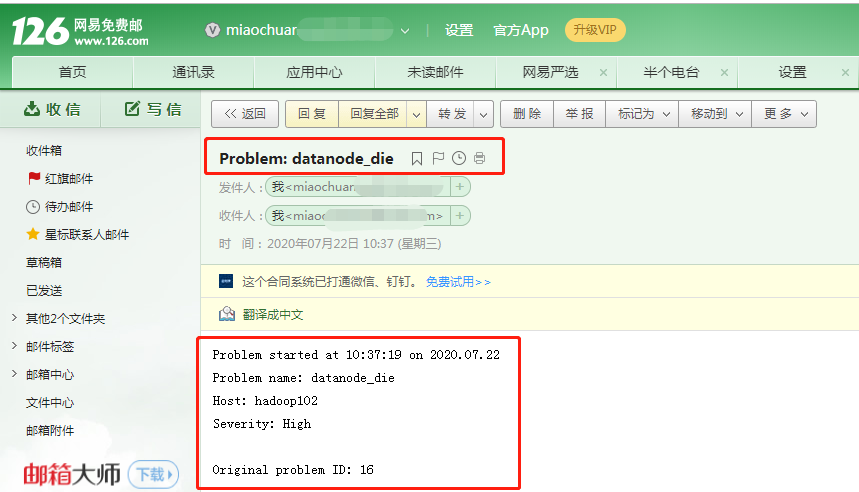 126 网易免费邮
www.126.com
miaochuan
设置 官方App 升级VIP
首页 通讯录 应用中心 未读邮件 网易严选 × 半个电台 × 设置 ×
收信 写信
<< 返回 回复 回复全部 转发 删除 举报 标记为 移动到 更多
收件箱
红旗邮件
待办邮件
星标联系人邮件
草稿箱
已发送
其他2个文件夹
邮件标签
邮箱中心
文件中心
邮箱附件
邮箱大师 下载
Problem: datanode_die
发件人：我<miaochuan +
收件人：我<miaoc m> +
时 间：2020年07月22日 10:37 (星期三)
这个合同系统已打通微信、钉钉。 免费试用>>
翻译成中文
Problem started at 10:37:19 on 2020.07.22
Problem name: datanode_die
Host: hadoop102
Severity: High
Original problem ID: 16